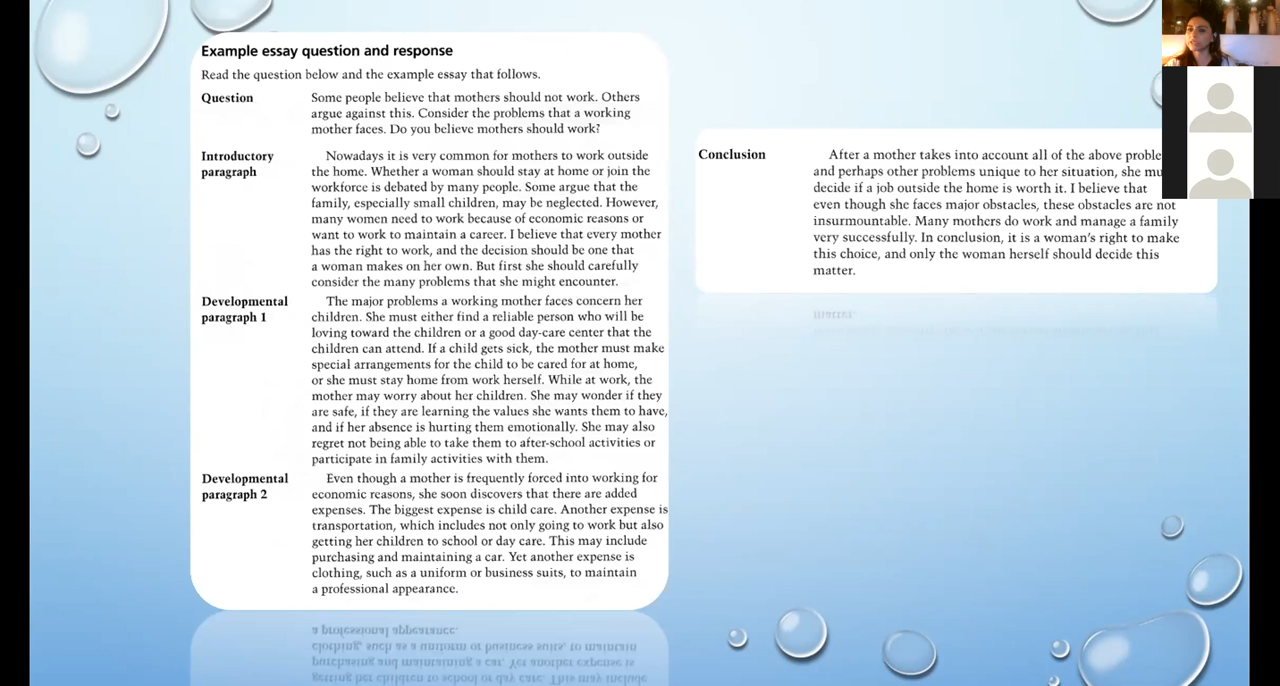 Example essay question and response
Read the question below and the example essay that follows.
Question
Some people believe that mothers should not work. Others
argue against this. Consider the problems that a working
mother faces. Do you believe mothers should work?
Introductory
paragraph
Nowadays it is very common for mothers to work outside
the home. Whether a woman should stay at home or join the
workforce is debated by many people. Some argue that the
family, especially small children, may be neglected. However,
many women need to work because of economic reasons or
want to work to maintain a career. I believe that every mother
has the right to work, and the decision should be one that
a woman makes on her own. But first she should carefully
consider the many problems that she might encounter.
Developmental
paragraph 1
The major problems a working mother faces concern her
children. She must either find a reliable person who will be
loving toward the children or a good day-care center that the
children can attend. If a child gets sick, the mother must make
special arrangements for the child to be cared for at home,
or she must stay home from work herself. While at work, the
mother may worry about her children. She may wonder if they
are safe, if they are learning the values she wants them to have,
and if her absence is hurting them emotionally. She may also
regret not being able to take them to after-school activities or
participate in family activities with them.
Developmental
paragraph 2
Even though a mother is frequently forced into working for
economic reasons, she soon discovers that there are added
expenses. The biggest expense is child care. Another expense is
transportation, which includes not only going to work but also
getting her children to school or day care. This may include
purchasing and maintaining a car. Yet another expense is
clothing, such as a uniform or business suits, to maintain
a professional appearance.
Conclusion
After a mother takes into account all of the above proble
and perhaps other problems unique to her situation, she mu
decide if a job outside the home is worth it. I believe that
even though she faces major obstacles, these obstacles are not
insurmountable. Many mothers do work and manage a family
very successfully. In conclusion, it is a woman's right to make
this choice, and only the woman herself should decide this
matter.